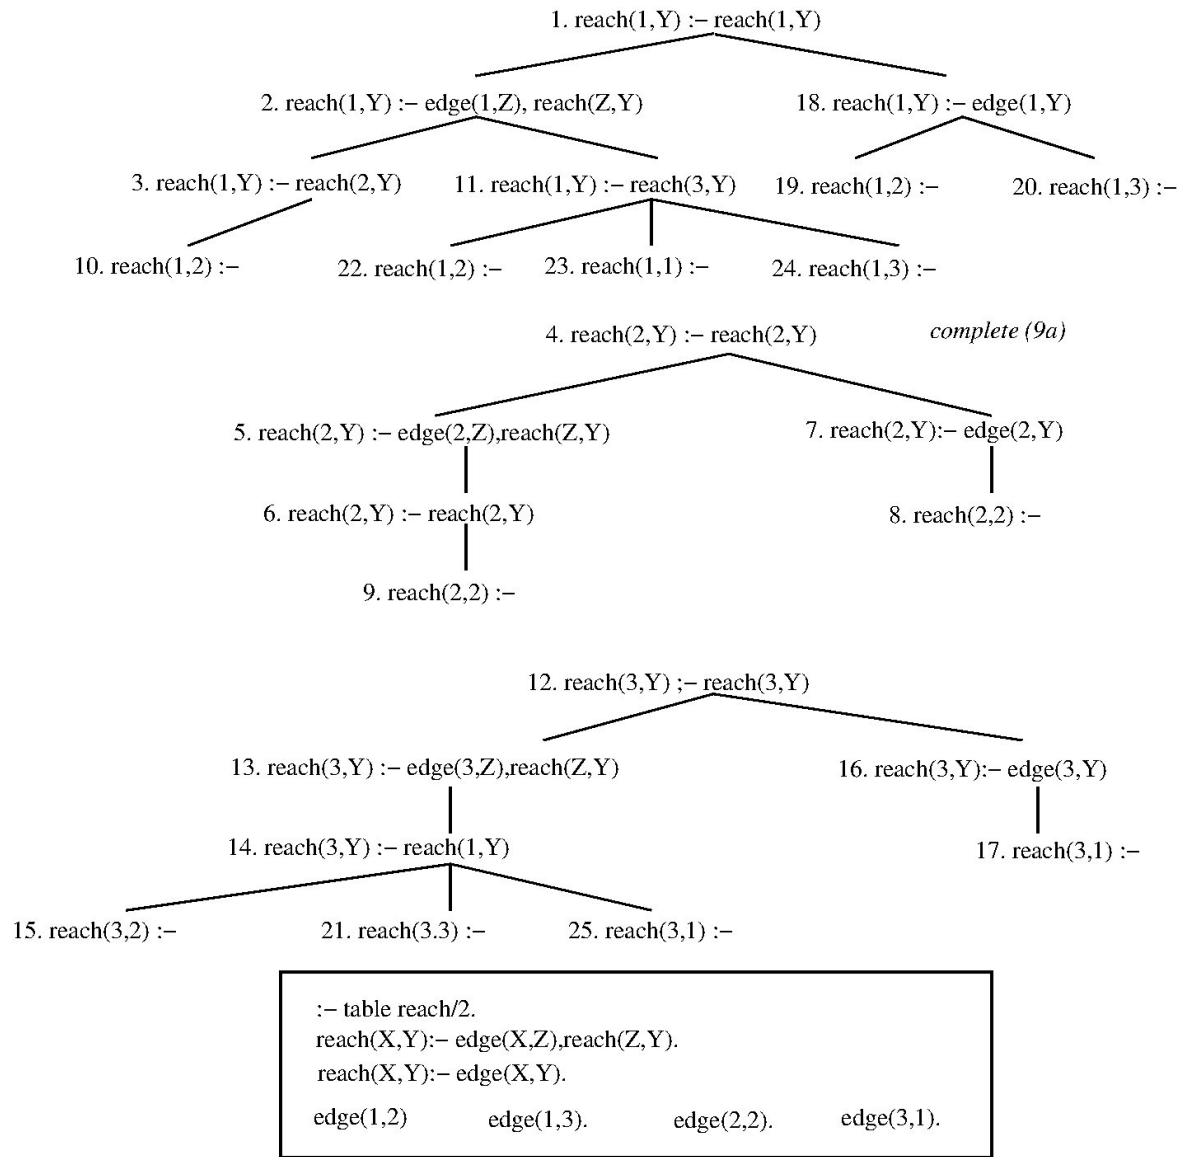 1. reach(1,Y) :– reach(1,Y)
2. reach(1,Y) :– edge(1,Z), reach(Z,Y) 18. reach(1,Y) :– edge(1,Y)
3. reach(1,Y) :– reach(2,Y) 11. reach(1,Y) :– reach(3,Y) 19. reach(1,2) :– 20. reach(1,3) :–
10. reach(1,2) :– 22. reach(1,2) :– 23. reach(1,1) :– 24. reach(1,3) :–
4. reach(2,Y) :– reach(2,Y) complete (9a)
5. reach(2,Y) :– edge(2,Z),reach(Z,Y) 7. reach(2,Y):– edge(2,Y)
6. reach(2,Y) :– reach(2,Y) 8. reach(2,2) :–
9. reach(2,2) :–
12. reach(3,Y) ;– reach(3,Y)
13. reach(3,Y) :– edge(3,Z),reach(Z,Y) 16. reach(3,Y):– edge(3,Y)
14. reach(3,Y) :– reach(1,Y) 17. reach(3,1) :–
15. reach(3,2) :– 21. reach(3.3) :– 25. reach(3,1) :–
:– table reach/2.
reach(X,Y):– edge(X,Z),reach(Z,Y).
reach(X,Y):– edge(X,Y).
edge(1,2) edge(1,3). edge(2,2). edge(3,1).